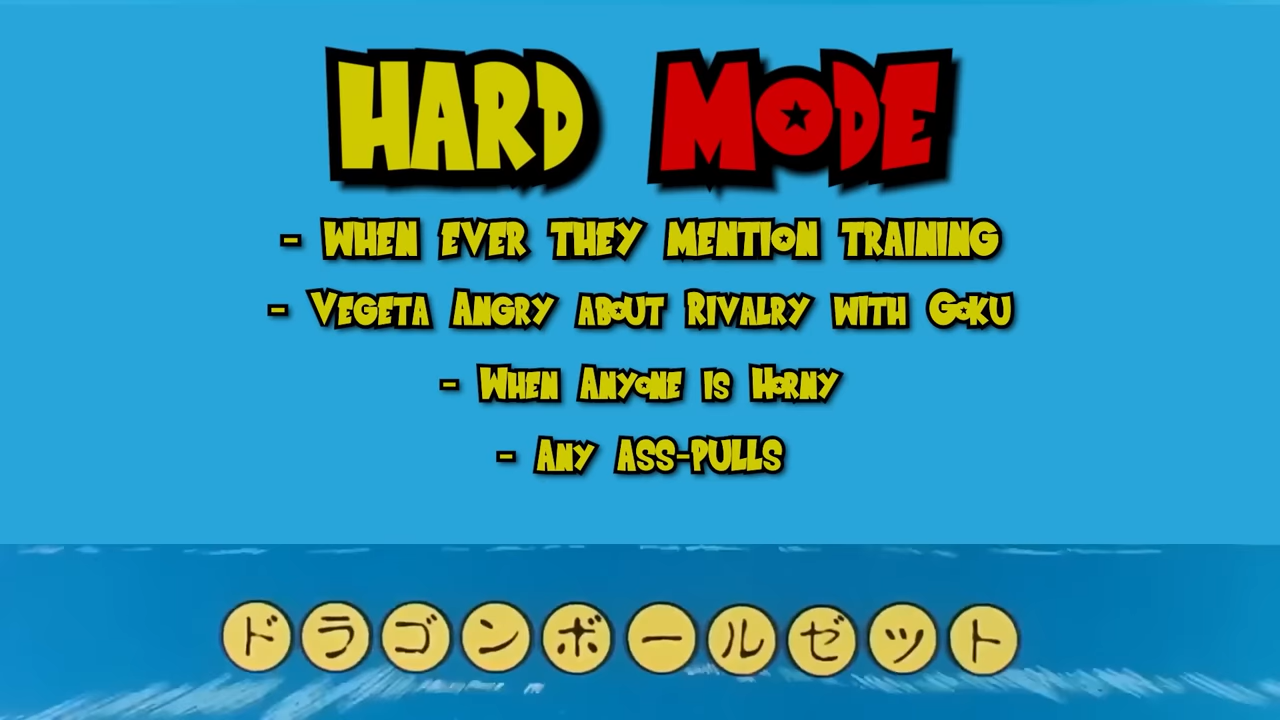 HARD MODE
- WHEN EVER THEY MENTION TRAINING
- VEGETA ANGRY ABOUT RIVALRY WITH GOKU
- WHEN ANYONE IS HORNY
- ANY ASS-PULLS
ドラゴンボールゼット